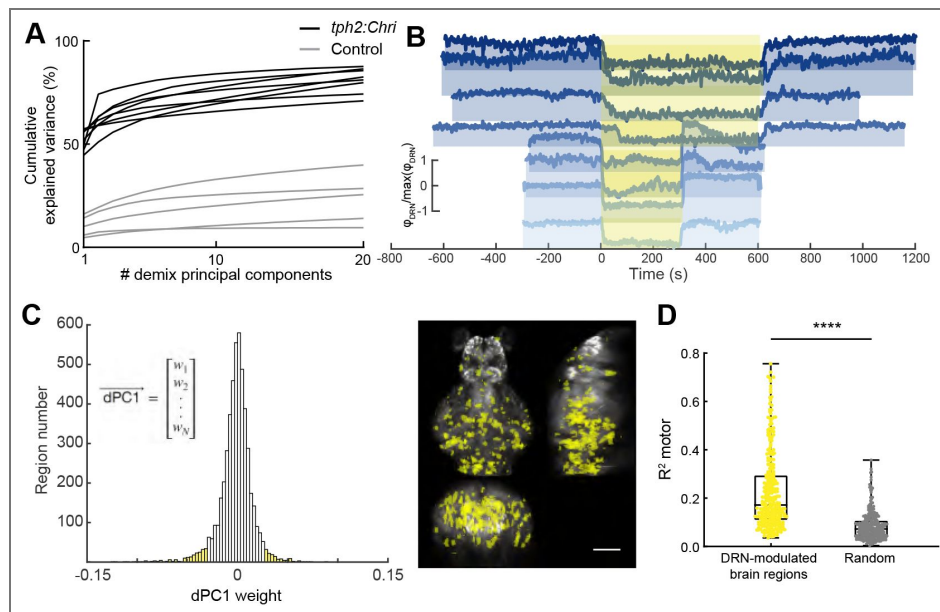 A
100
50
0
Cumulative
explained variance (%)
tph2:Chri
Control
1
10
20
# demix principal components
B
φDRN/max(φDRN)
1
0
-1
-800
-600
-400
-200
0
200
400
600
800
1000
1200
Time (s)
C
600
500
400
300
200
100
Region number
dPC1 =
w1
w2
.
.
wN
-0.15
0
0.15
dPC1 weight
D
****
0.8
0.6
0.4
0.2
0.0
R² motor
DRN-modulated
brain regions
Random